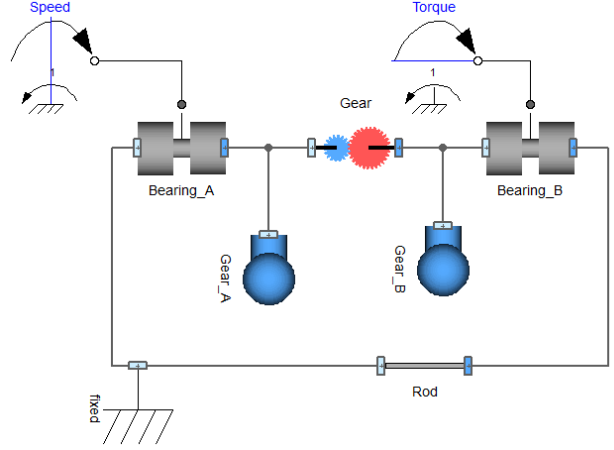 Speed
Torque
1
1
Gear
Bearing_A
Bearing_B
Gear_A
Gear_B
fixed
Rod